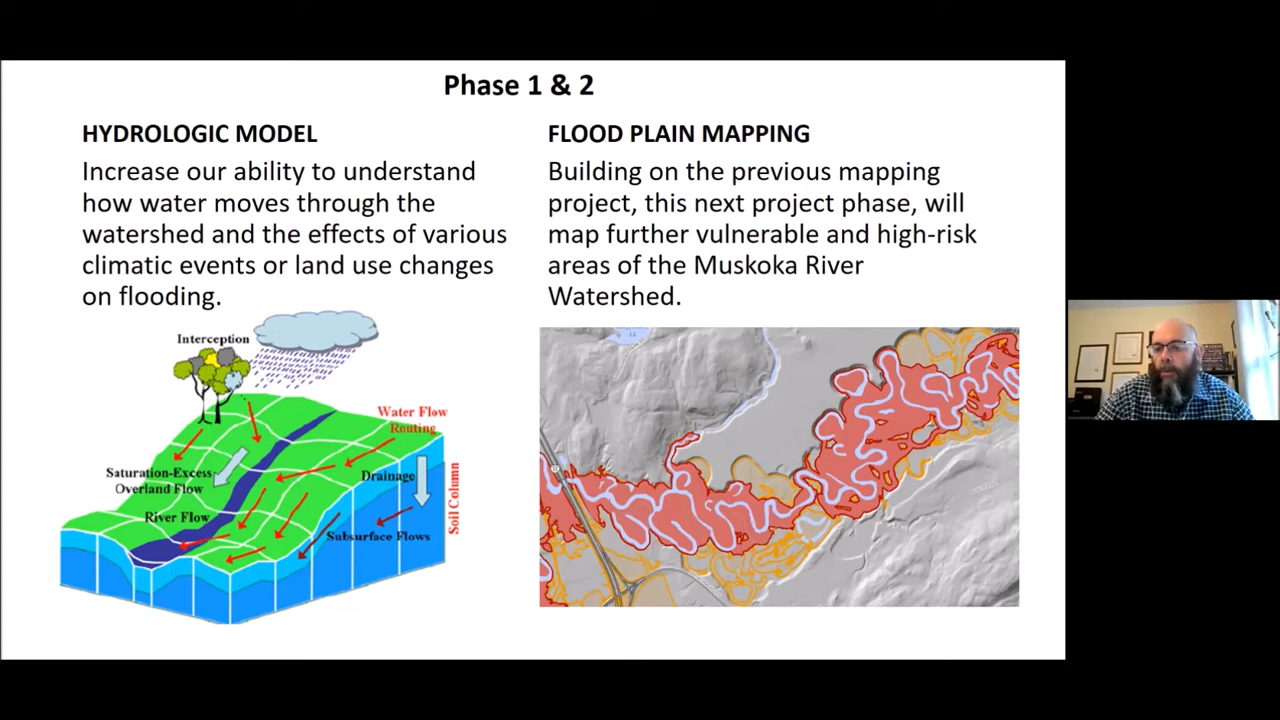 Phase 1 & 2
HYDROLOGIC MODEL
Increase our ability to understand
how water moves through the
watershed and the effects of various
climatic events or land use changes
on flooding.
Interception
Water Flow
Routing
Saturation-Excess
Overland Flow
Drainage
River Flow
Subsurface Flows
Soil Column
FLOOD PLAIN MAPPING
Building on the previous mapping
project, this next project phase, will
map further vulnerable and high-risk
areas of the Muskoka River
Watershed.